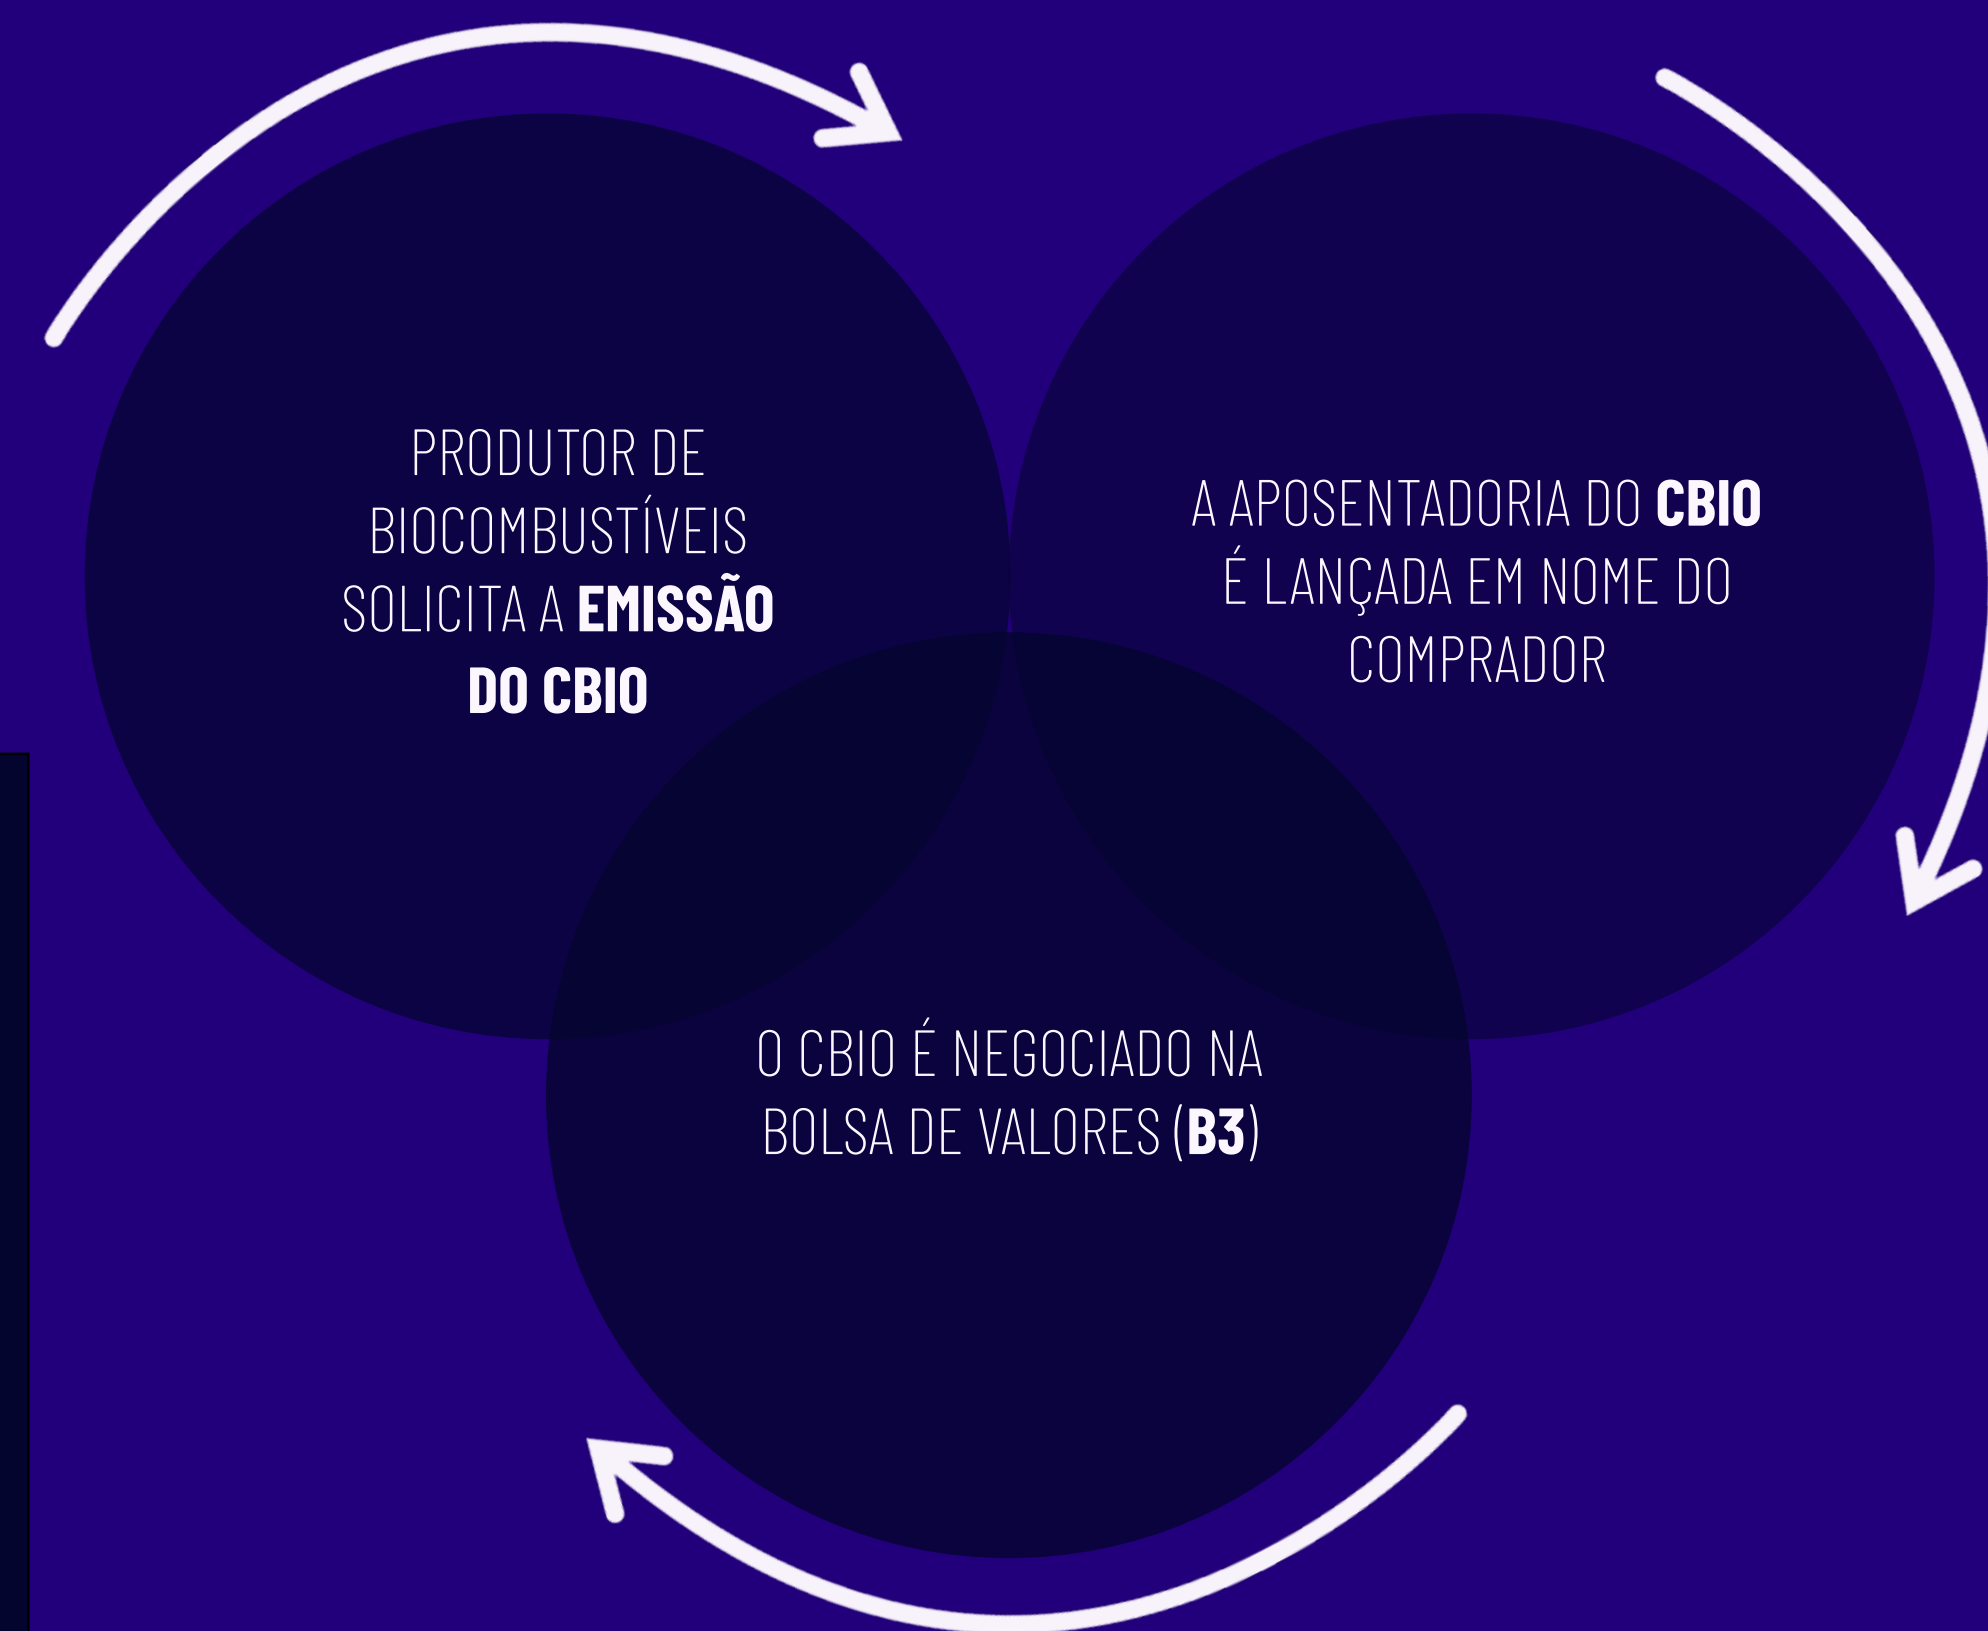 PRODUTOR DE
BIOCOMBUSTÍVEIS
SOLICITA A EMISSÃO
DO CBIO
A APOSENTADORIA DO CBIO
É LANÇADA EM NOME DO
COMPRADOR
O CBIO É NEGOCIADO NA
BOLSA DE VALORES (B3)